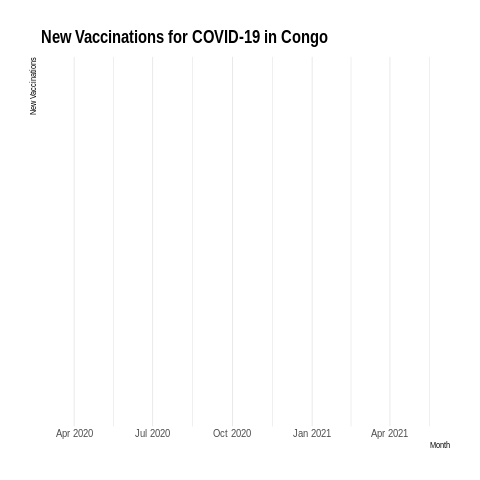 New Vaccinations for COVID-19 in Congo
New Vaccinations
Apr 2020 Jul 2020 Oct 2020 Jan 2021 Apr 2021
Month